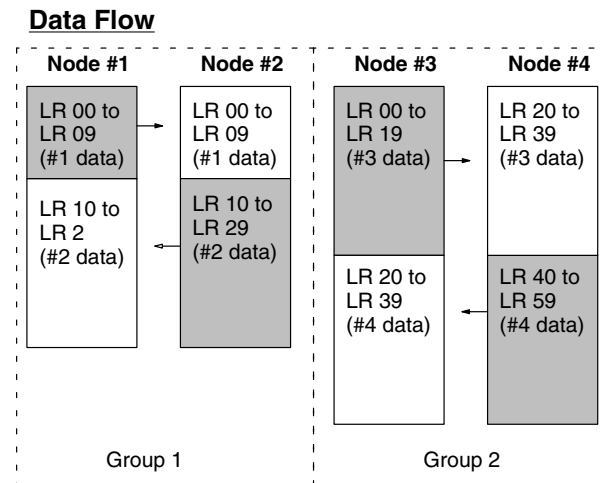 Data Flow
Node #1
Node #2
Node #3
Node #4
LR 00 to
LR 09
(#1 data)
LR 00 to
LR 09
(#1 data)
LR 00 to
LR 19
(#3 data)
LR 20 to
LR 39
(#3 data)
LR 10 to
LR 2
(#2 data)
LR 10 to
LR 29
(#2 data)
LR 20 to
LR 39
(#4 data)
LR 40 to
LR 59
(#4 data)
Group 1
Group 2